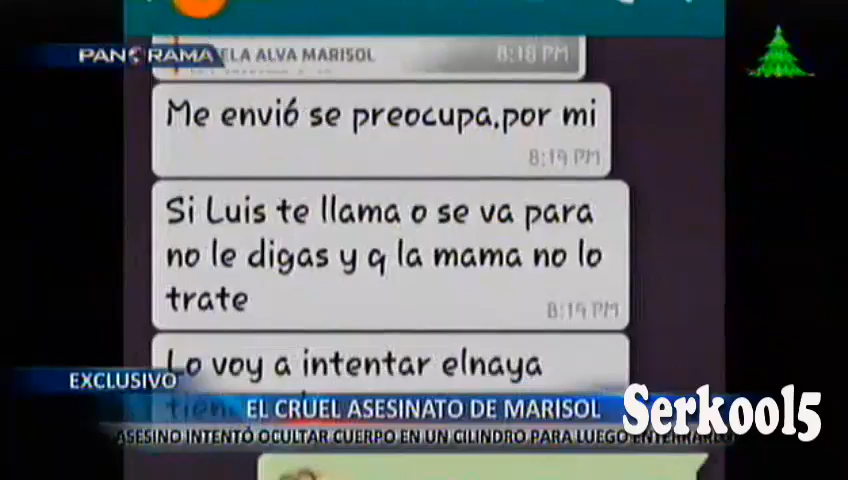 PANORAMA
ELA ALVA MARISOL 8:18 PM
Me envió se preocupa.por mi
8:19 PM
Si Luis te llama o se va para
no le digas y q la mama no lo
trate
8:19 PM
Lo voy a intentar elnaya
EXCLUSIVO
EL CRUEL ASESINATO DE MARISOL
Serkool5
ASESINO INTENTÓ OCULTAR CUERPO EN UN CILINDRO PARA LUEGO ENTERRARLO